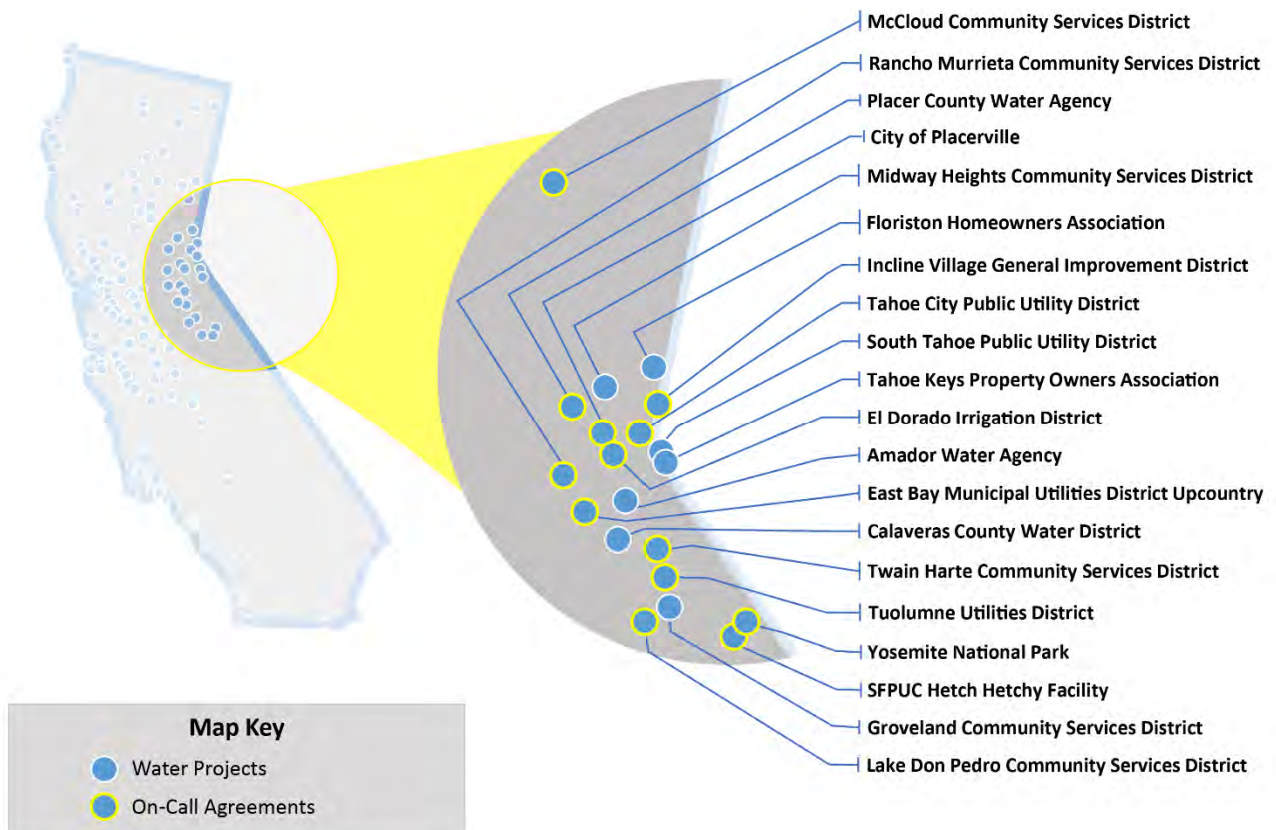 McCloud Community Services District
Rancho Murrieta Community Services District
Placer County Water Agency
City of Placerville
Midway Heights Community Services District
Floriston Homeowners Association
Incline Village General Improvement District
Tahoe City Public Utility District
South Tahoe Public Utility District
Tahoe Keys Property Owners Association
El Dorado Irrigation District
Amador Water Agency
East Bay Municipal Utilities District Upcountry
Calaveras County Water District
Twain Harte Community Services District
Tuolumne Utilities District
Yosemite National Park
SFPUC Hetch Hetchy Facility
Groveland Community Services District
Lake Don Pedro Community Services District
Map Key
Water Projects
On-Call Agreements